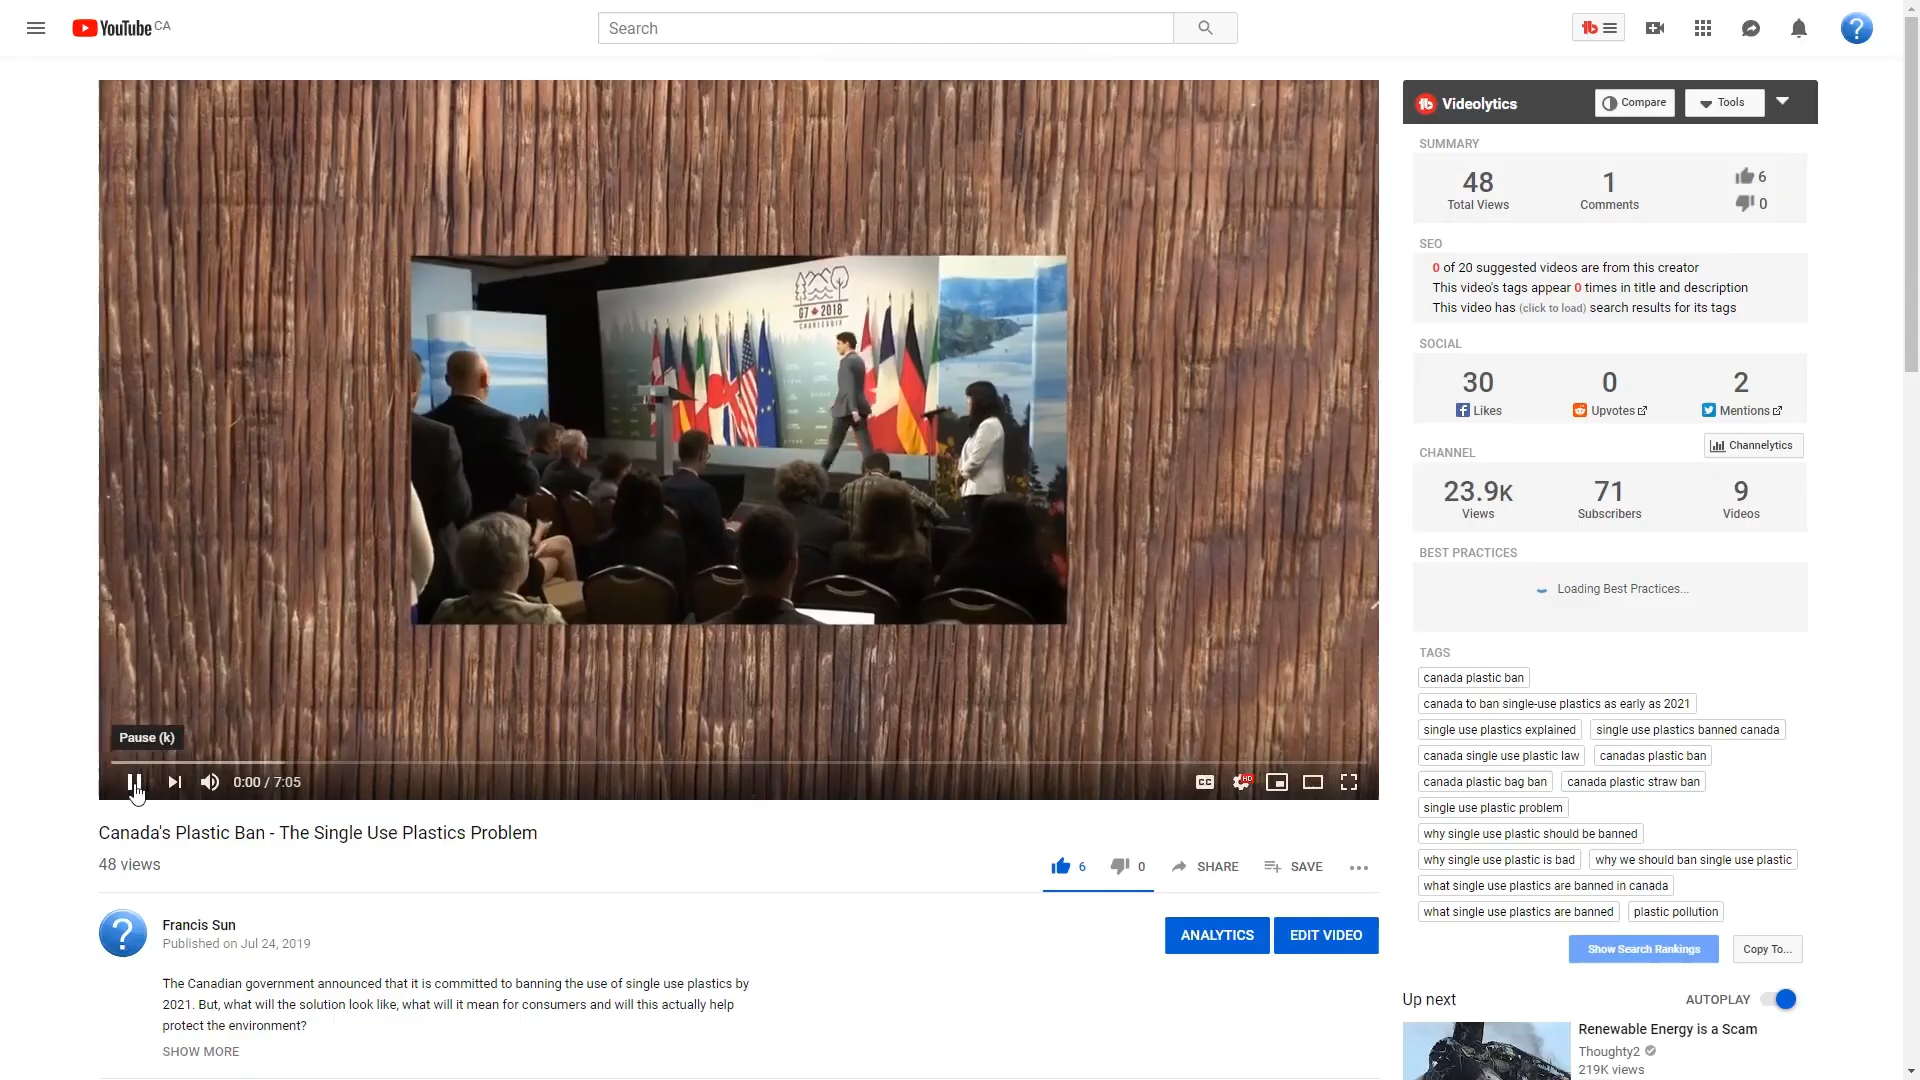 YouTube CA
Search
G7 2018
CHARLEVOIX
Pause (k)
0:00 / 7:05
CC
HD
Canada's Plastic Ban - The Single Use Plastics Problem
48 views
6
0
SHARE
SAVE
Francis Sun
Published on Jul 24, 2019
ANALYTICS
EDIT VIDEO
The Canadian government announced that it is committed to banning the use of single use plastics by
2021. But, what will the solution look like, what will it mean for consumers and will this actually help
protect the environment?
SHOW MORE
Videolytics
Compare
Tools
SUMMARY
48
1
6
Total Views
Comments
0
SEO
0 of 20 suggested videos are from this creator
This video's tags appear 0 times in title and description
This video has (click to load) search results for its tags
SOCIAL
30
0
2
Likes
Upvotes
Mentions
CHANNEL
Channelytics
23.9K
71
9
Views
Subscribers
Videos
BEST PRACTICES
Loading Best Practices...
TAGS
canada plastic ban
canada to ban single-use plastics as early as 2021
single use plastics explained
single use plastics banned canada
canada single use plastic law
canadas plastic ban
canada plastic bag ban
canada plastic straw ban
single use plastic problem
why single use plastic should be banned
why single use plastic is bad
why we should ban single use plastic
what single use plastics are banned in canada
what single use plastics are banned
plastic pollution
Show Search Rankings
Copy To...
Up next
AUTOPLAY
Renewable Energy is a Scam
Thoughty2
219K views